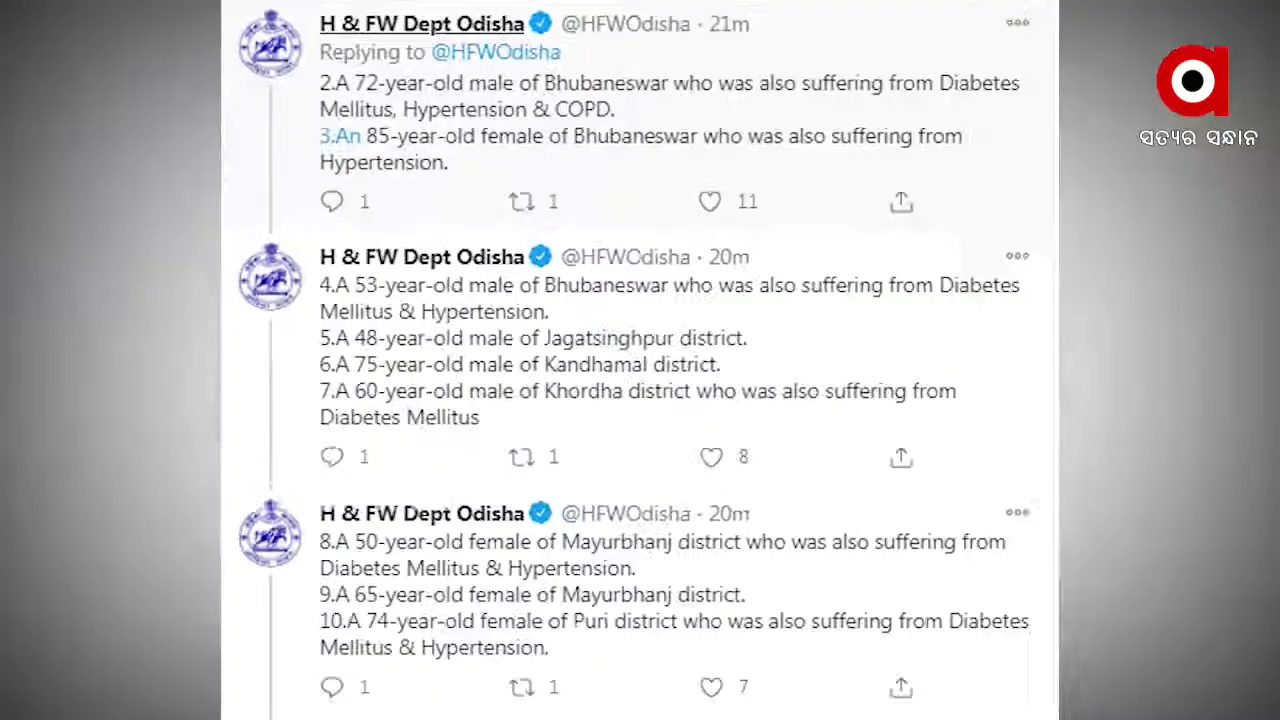 H & FW Dept Odisha @HFWOdisha · 21m
Replying to @HFWOdisha
2.A 72-year-old male of Bhubaneswar who was also suffering from Diabetes
Mellitus, Hypertension & COPD.
3.An 85-year-old female of Bhubaneswar who was also suffering from
Hypertension.
1 1 11
ସତ୍ୟର ସନ୍ଧାନ
H & FW Dept Odisha @HFWOdisha · 20m
4.A 53-year-old male of Bhubaneswar who was also suffering from Diabetes
Mellitus & Hypertension.
5.A 48-year-old male of Jagatsinghpur district.
6.A 75-year-old male of Kandhamal district.
7.A 60-year-old male of Khordha district who was also suffering from
Diabetes Mellitus
1 1 8
H & FW Dept Odisha @HFWOdisha · 20m
8.A 50-year-old female of Mayurbhanj district who was also suffering from
Diabetes Mellitus & Hypertension.
9.A 65-year-old female of Mayurbhanj district.
10.A 74-year-old female of Puri district who was also suffering from Diabetes
Mellitus & Hypertension.
1 1 7